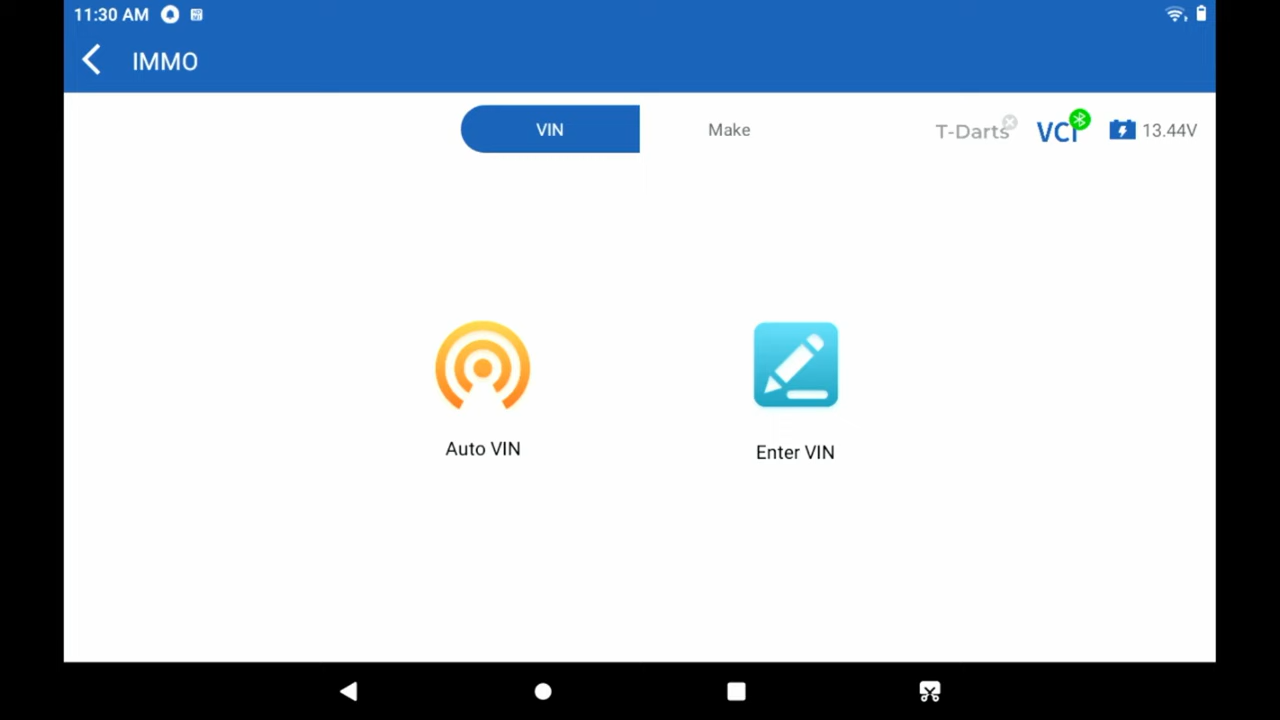 11:30 AM
IMMO
VIN
Make
T-Darts
VCI
13.44V
Auto VIN
Enter VIN